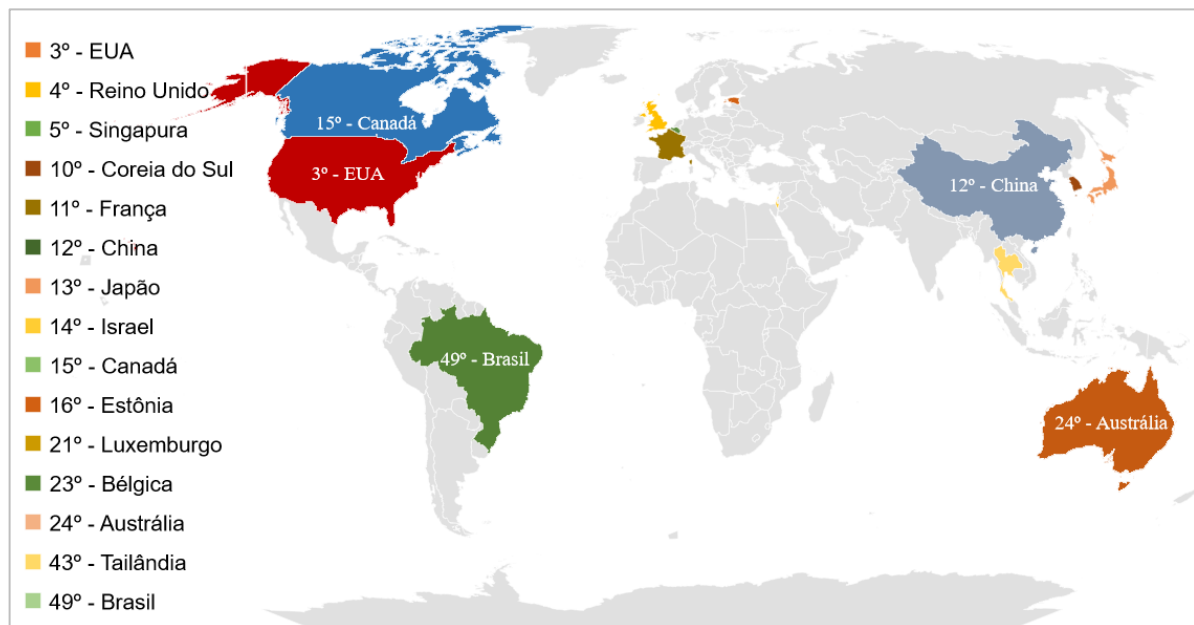 3º - EUA
4º - Reino Unido
5º - Singapura
10º - Coreia do Sul
11º - França
12º - China
13º - Japão
14º - Israel
15º - Canadá
16º - Estônia
21º - Luxemburgo
23º - Bélgica
24º - Austrália
43º - Tailândia
49º - Brasil
15º - Canadá
3º - EUA
12º - China
49º - Brasil
24º - Austrália